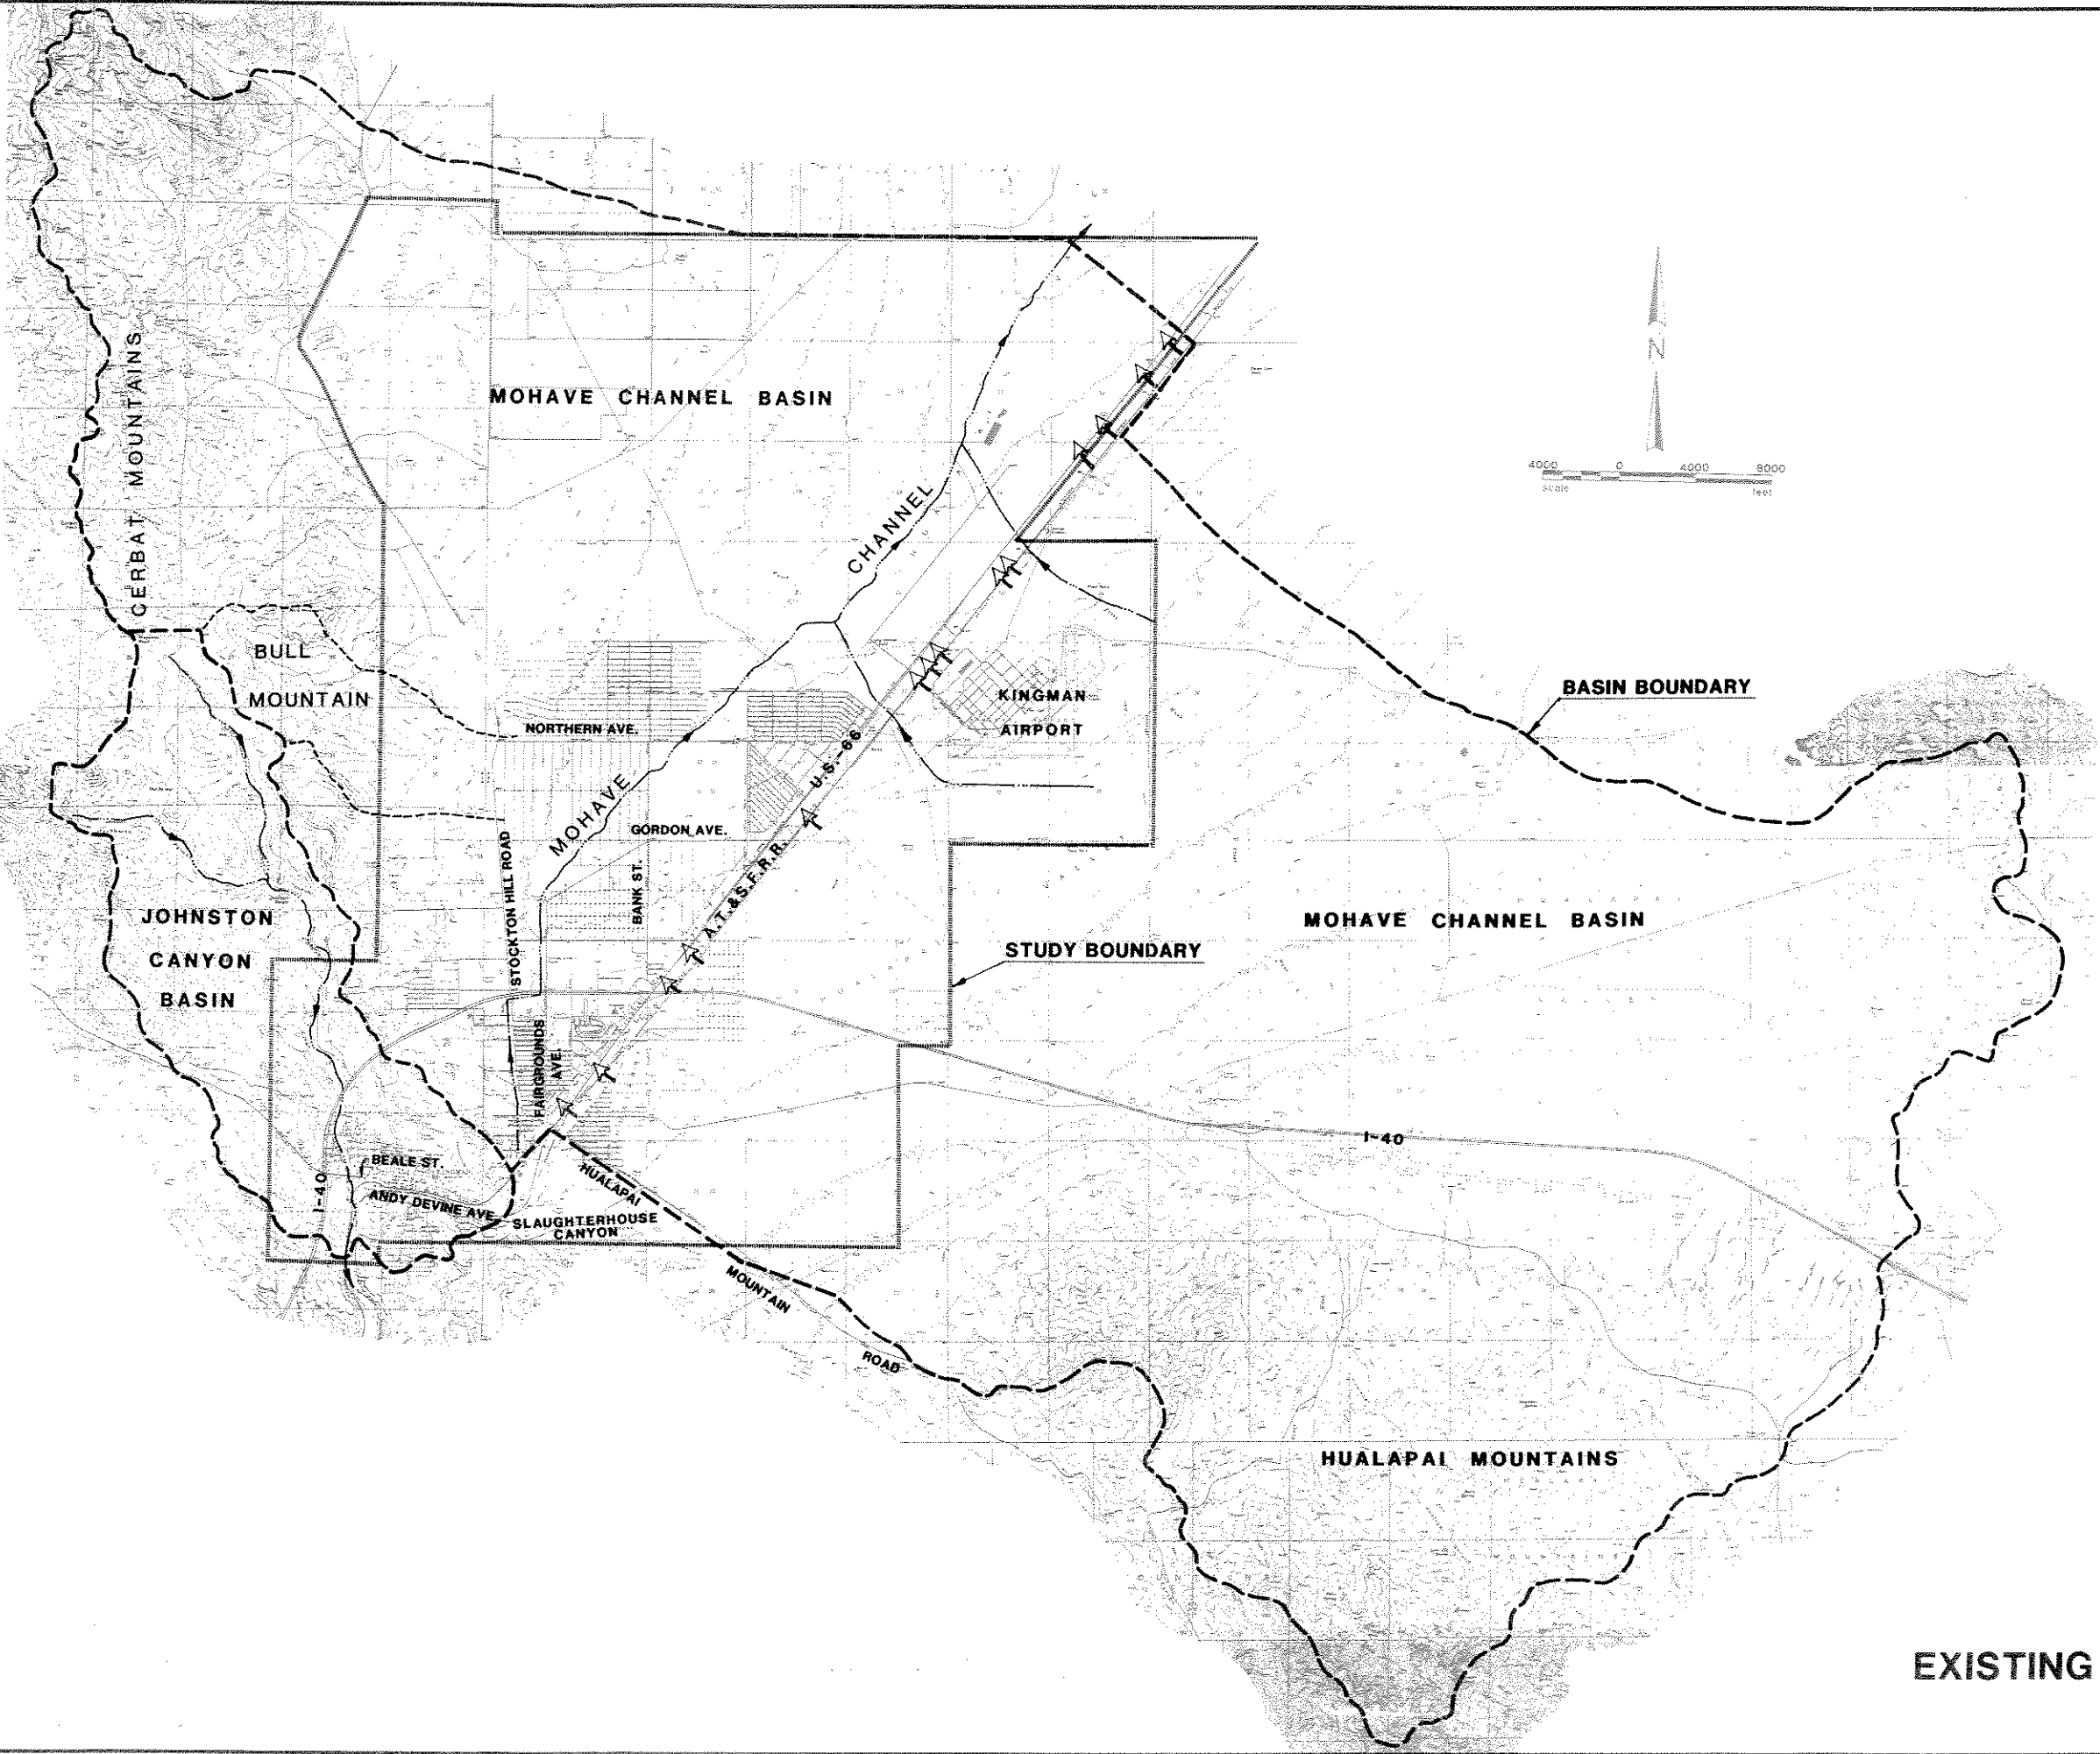 CERBAT MOUNTAINS
MOHAVE CHANNEL BASIN
N
4000 0 4000 8000
scale feet
CHANNEL
BULL
MOUNTAIN
NORTHERN AVE.
KINGMAN
AIRPORT
BASIN BOUNDARY
U.S.-66
MOHAVE
GORDON AVE.
STOCKTON HILL ROAD
BANK ST.
A.T.&S.F.R.R.
JOHNSTON
CANYON
BASIN
STUDY BOUNDARY
MOHAVE CHANNEL BASIN
FAIRGROUNDS
AVE.
I-40
BEALE ST.
I-40
ANDY DEVINE AVE
HUALAPAI
SLAUGHTERHOUSE
CANYON
MOUNTAIN
ROAD
HUALAPAI MOUNTAINS
EXISTING